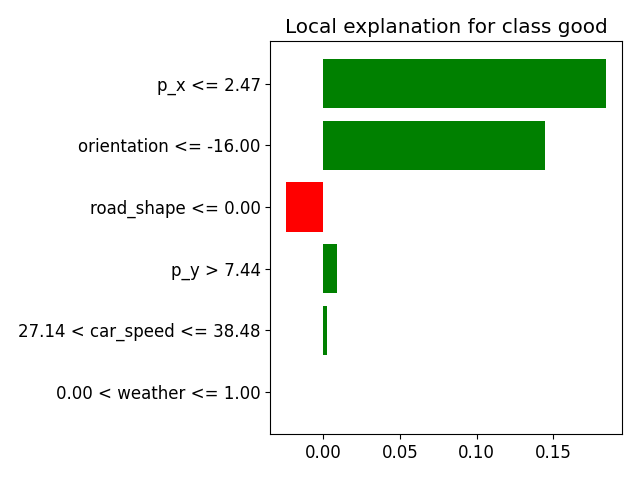 Local explanation for class good
p_x <= 2.47
orientation <= -16.00
road_shape <= 0.00
p_y > 7.44
27.14 < car_speed <= 38.48
0.00 < weather <= 1.00
0.00 0.05 0.10 0.15